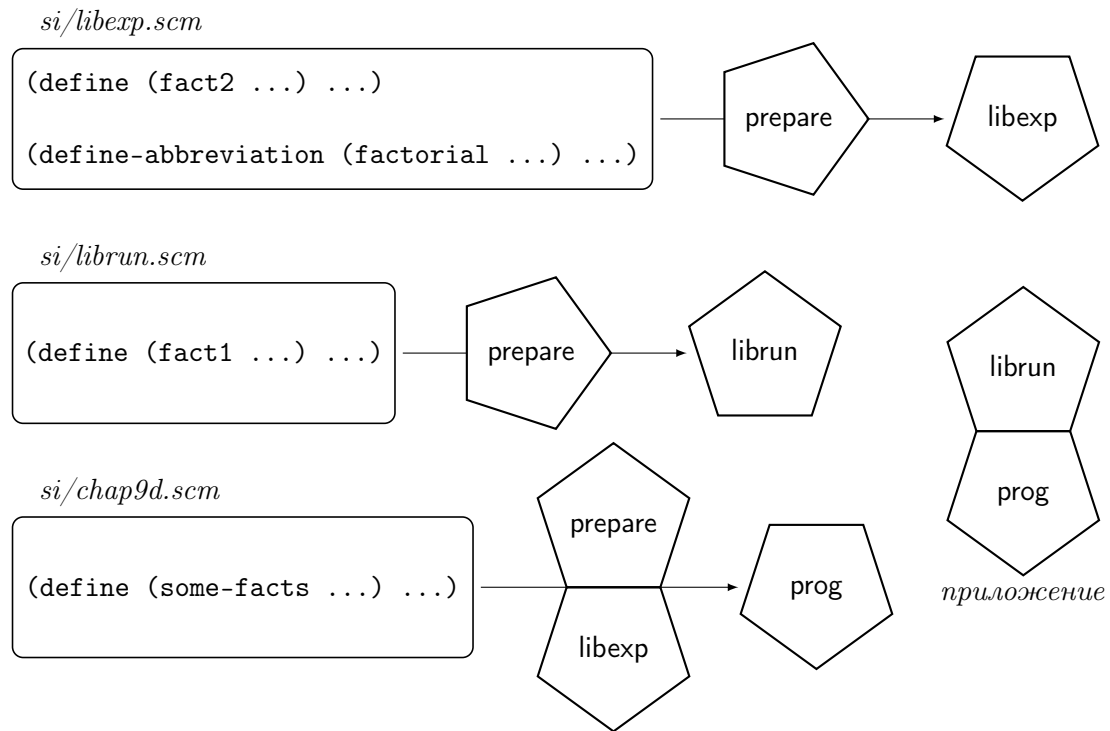 si/libexp.scm
(define (fact2 ...) ...)
prepare
libexp
(define-abbreviation (factorial ...) ...)
si/librun.scm
(define (fact1 ...) ...)
prepare
librun
librun
si/chap9d.scm
prepare
prog
(define (some-facts ...) ...)
prog
приложение
libexp